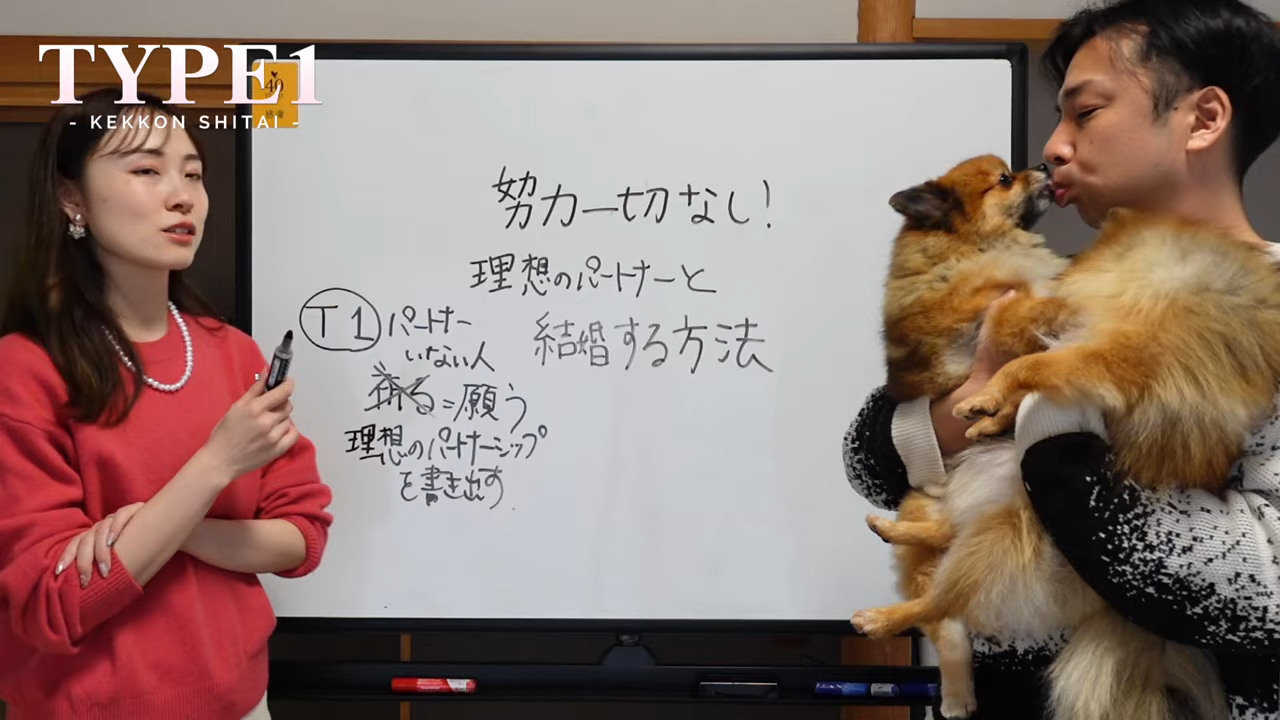 TYPE1
- KEKKON SHITAI -
努力一切なし!
理想のパートナーと
結婚する方法
T1 パートナー
いない人
祈る=願う
理想のパートナーシップ
を書き出す